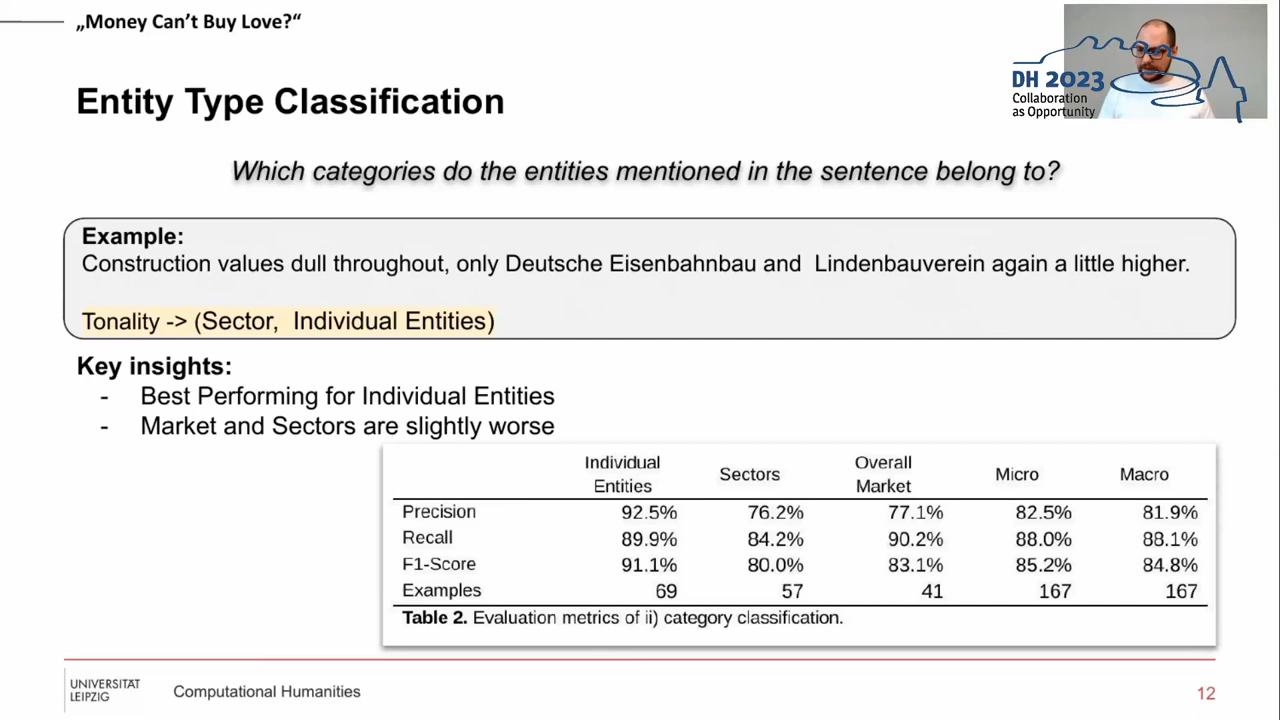 „Money Can't Buy Love?“
DH 2023
Collaboration
as Opportunity
Entity Type Classification
Which categories do the entities mentioned in the sentence belong to?
Example:
Construction values dull throughout, only Deutsche Eisenbahnbau and Lindenbauverein again a little higher.
Tonality -> (Sector, Individual Entities)
Key insights:
- Best Performing for Individual Entities
- Market and Sectors are slightly worse
Individual Entities Sectors Overall Market Micro Macro
Precision 92.5% 76.2% 77.1% 82.5% 81.9%
Recall 89.9% 84.2% 90.2% 88.0% 88.1%
F1-Score 91.1% 80.0% 83.1% 85.2% 84.8%
Examples 69 57 41 167 167
Table 2. Evaluation metrics of ii) category classification.
UNIVERSITÄT
LEIPZIG
Computational Humanities
12